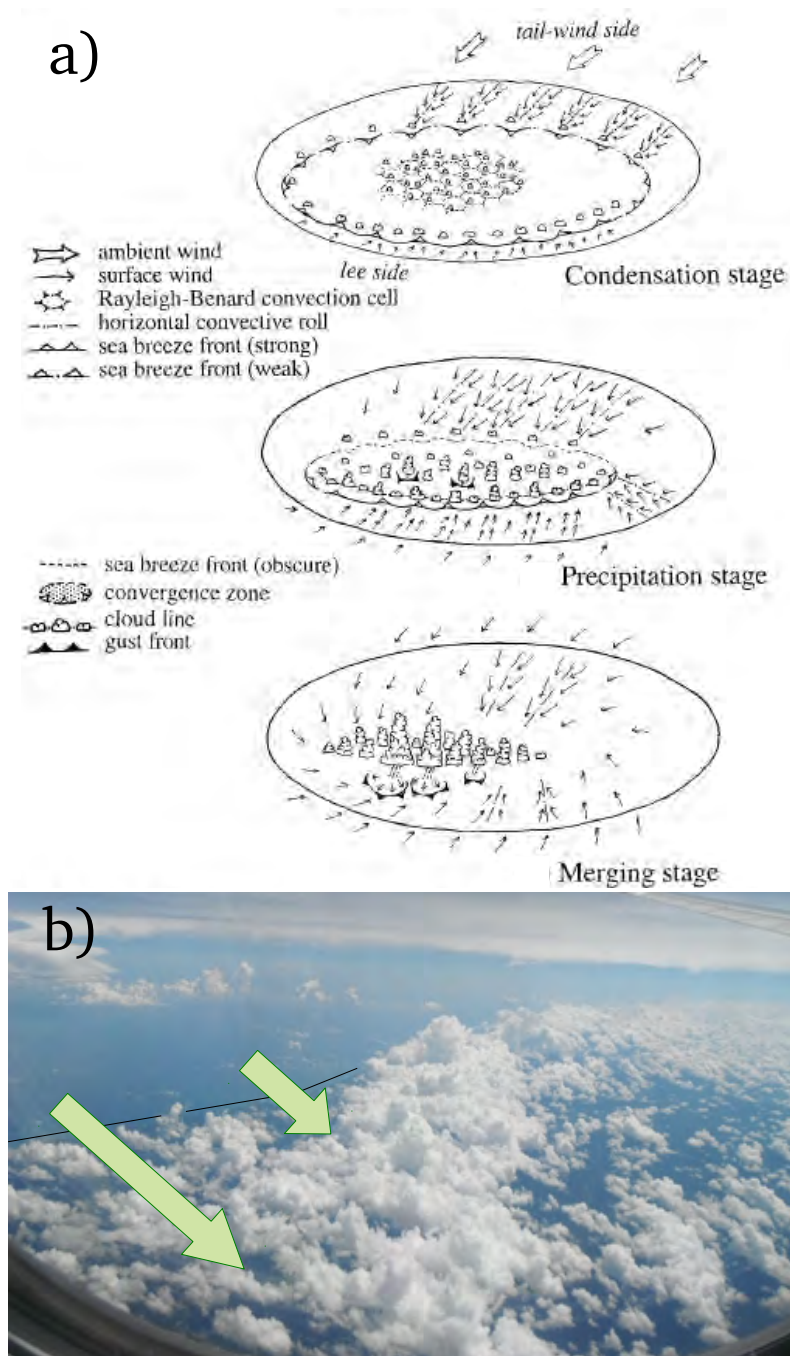 a)
tail-wind side
ambient wind
surface wind
Rayleigh-Benard convection cell
horizontal convective roll
sea breeze front (strong)
sea breeze front (weak)
lee side
Condensation stage
sea breeze front (obscure)
convergence zone
cloud line
gust front
Precipitation stage
Merging stage
b)